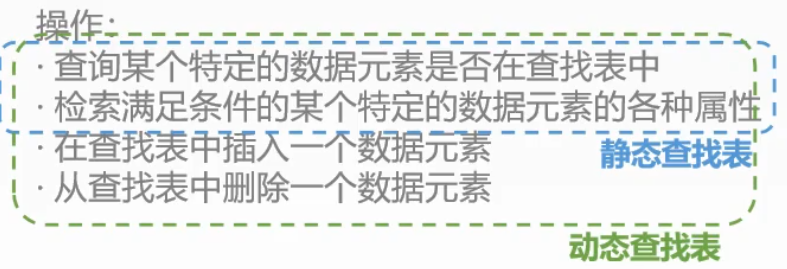 操作：
· 查询某个特定的数据元素是否在查找表中
· 检索满足条件的某个特定的数据元素的各种属性
· 在查找表中插入一个数据元素
静态查找表
· 从查找表中删除一个数据元素
动态查找表